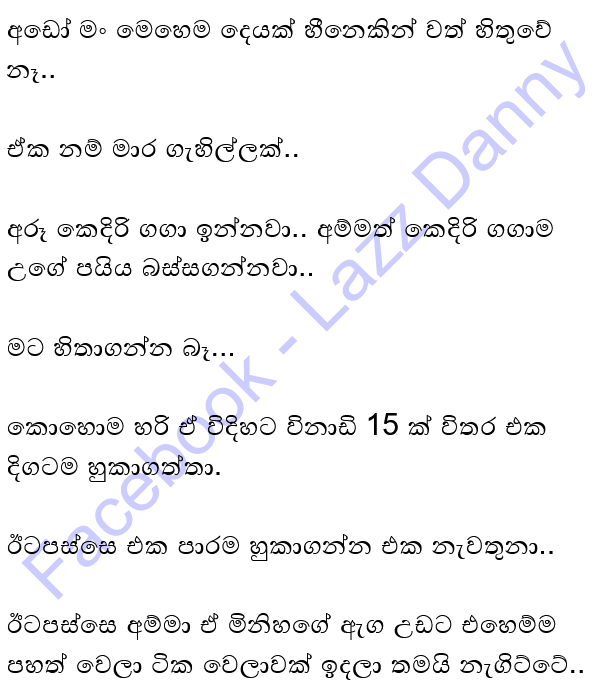 අඩෝ මං මෙහෙම දෙයක් හීනෙකින් වත් හිතුවේ
නෑ..
ඒක නම් මාර ගැහිල්ලක්..
අරූ කෙදිරි ගගා ඉන්නවා.. අම්මත් කෙදිරි ගගාම
උගේ පයිය බස්සගන්නවා..
මට හිතාගන්න බෑ...
කොහොම හරි ඒ විදිහට විනාඩි 15 ක් විතර එක
දිගටම හුකාගත්තා.
ඊටපස්සෙ එක පාරම හුකාගන්න එක නැවතුනා..
ඊටපස්සෙ අම්මා ඒ මිනිහගේ ඇග උඩට එහෙම්ම
පහත් වෙලා ටික වෙලාවක් ඉදලා තමයි නැගිට්ටේ..
Facebook - Lazz Danny